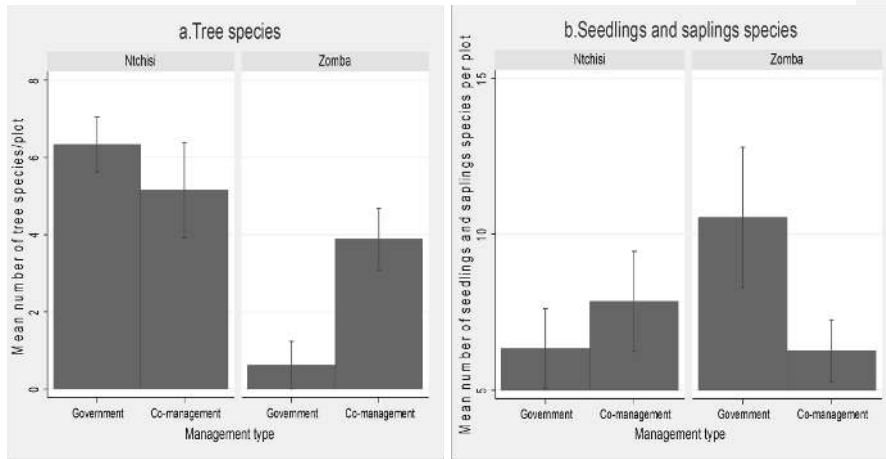 a.Tree species
Ntchisi Zomba
Mean number of tree species/plot
8
6
4
2
0
Government Co-management Government Co-management
Management type
b.Seedlings and saplings species
Ntchisi Zomba
Mean number of seedlings and saplings species per plot
15
10
5
Government Co-management Government Co-management
Management type